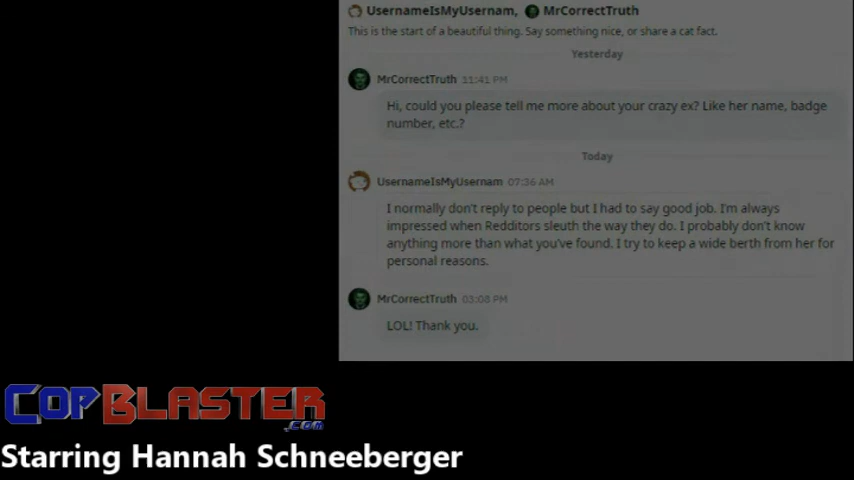 UsernameIsMyUsernam, MrCorrectTruth
This is the start of a beautiful thing. Say something nice, or share a cat fact.
Yesterday
MrCorrectTruth 11:41 PM
Hi, could you please tell me more about your crazy ex? Like her name, badge
number, etc.?
Today
UsernameIsMyUsernam 07:36 AM
I normally don't reply to people but I had to say good job. I'm always
impressed when Redditors sleuth the way they do. I probably don't know
anything more than what you've found. I try to keep a wide berth from her for
personal reasons.
MrCorrectTruth 03:08 PM
LOL! Thank you.
COPBLASTER
.COM
Starring Hannah Schneeberger